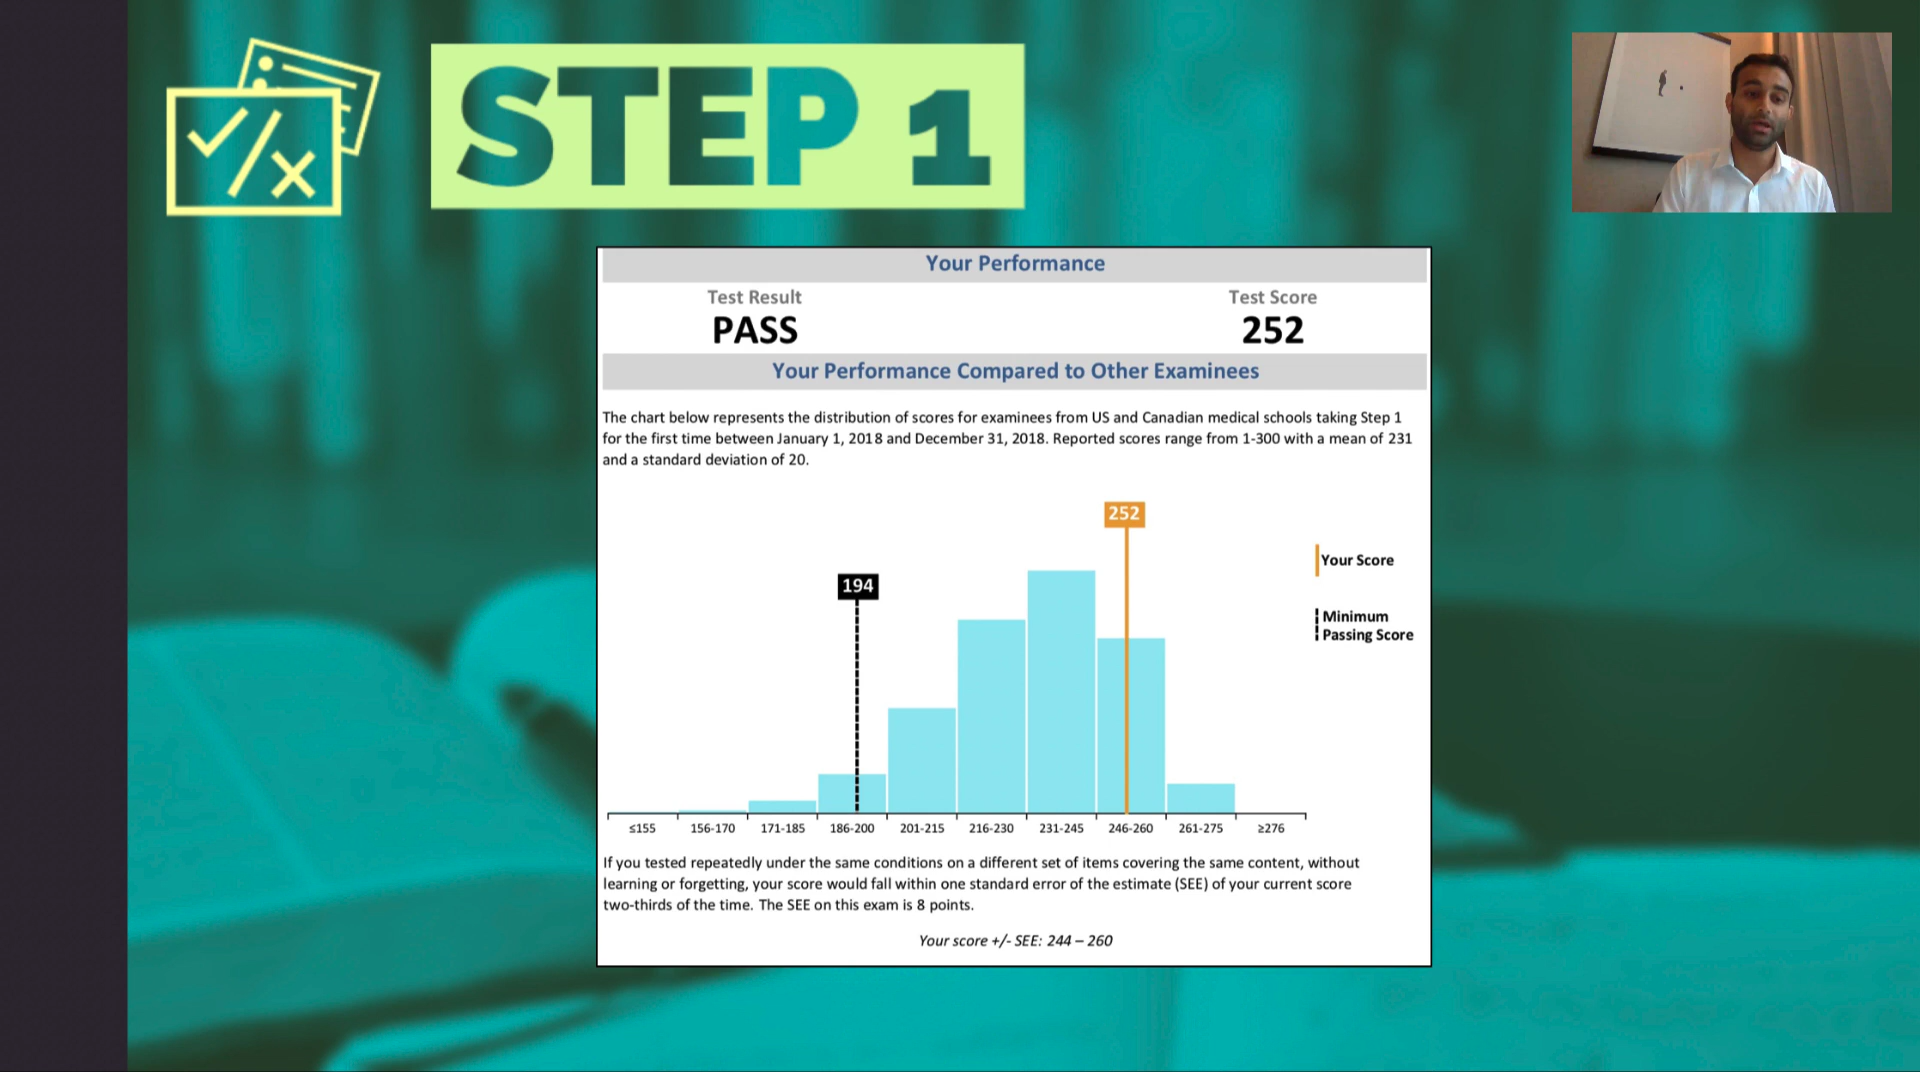 STEP 1
Your Performance
Test Result
PASS
Test Score
252
Your Performance Compared to Other Examinees
The chart below represents the distribution of scores for examinees from US and Canadian medical schools taking Step 1
for the first time between January 1, 2018 and December 31, 2018. Reported scores range from 1-300 with a mean of 231
and a standard deviation of 20.
252
194
Your Score
Minimum
Passing Score
≤155 156-170 171-185 186-200 201-215 216-230 231-245 246-260 261-275 ≥276
If you tested repeatedly under the same conditions on a different set of items covering the same content, without
learning or forgetting, your score would fall within one standard error of the estimate (SEE) of your current score
two-thirds of the time. The SEE on this exam is 8 points.
Your score +/- SEE: 244 – 260